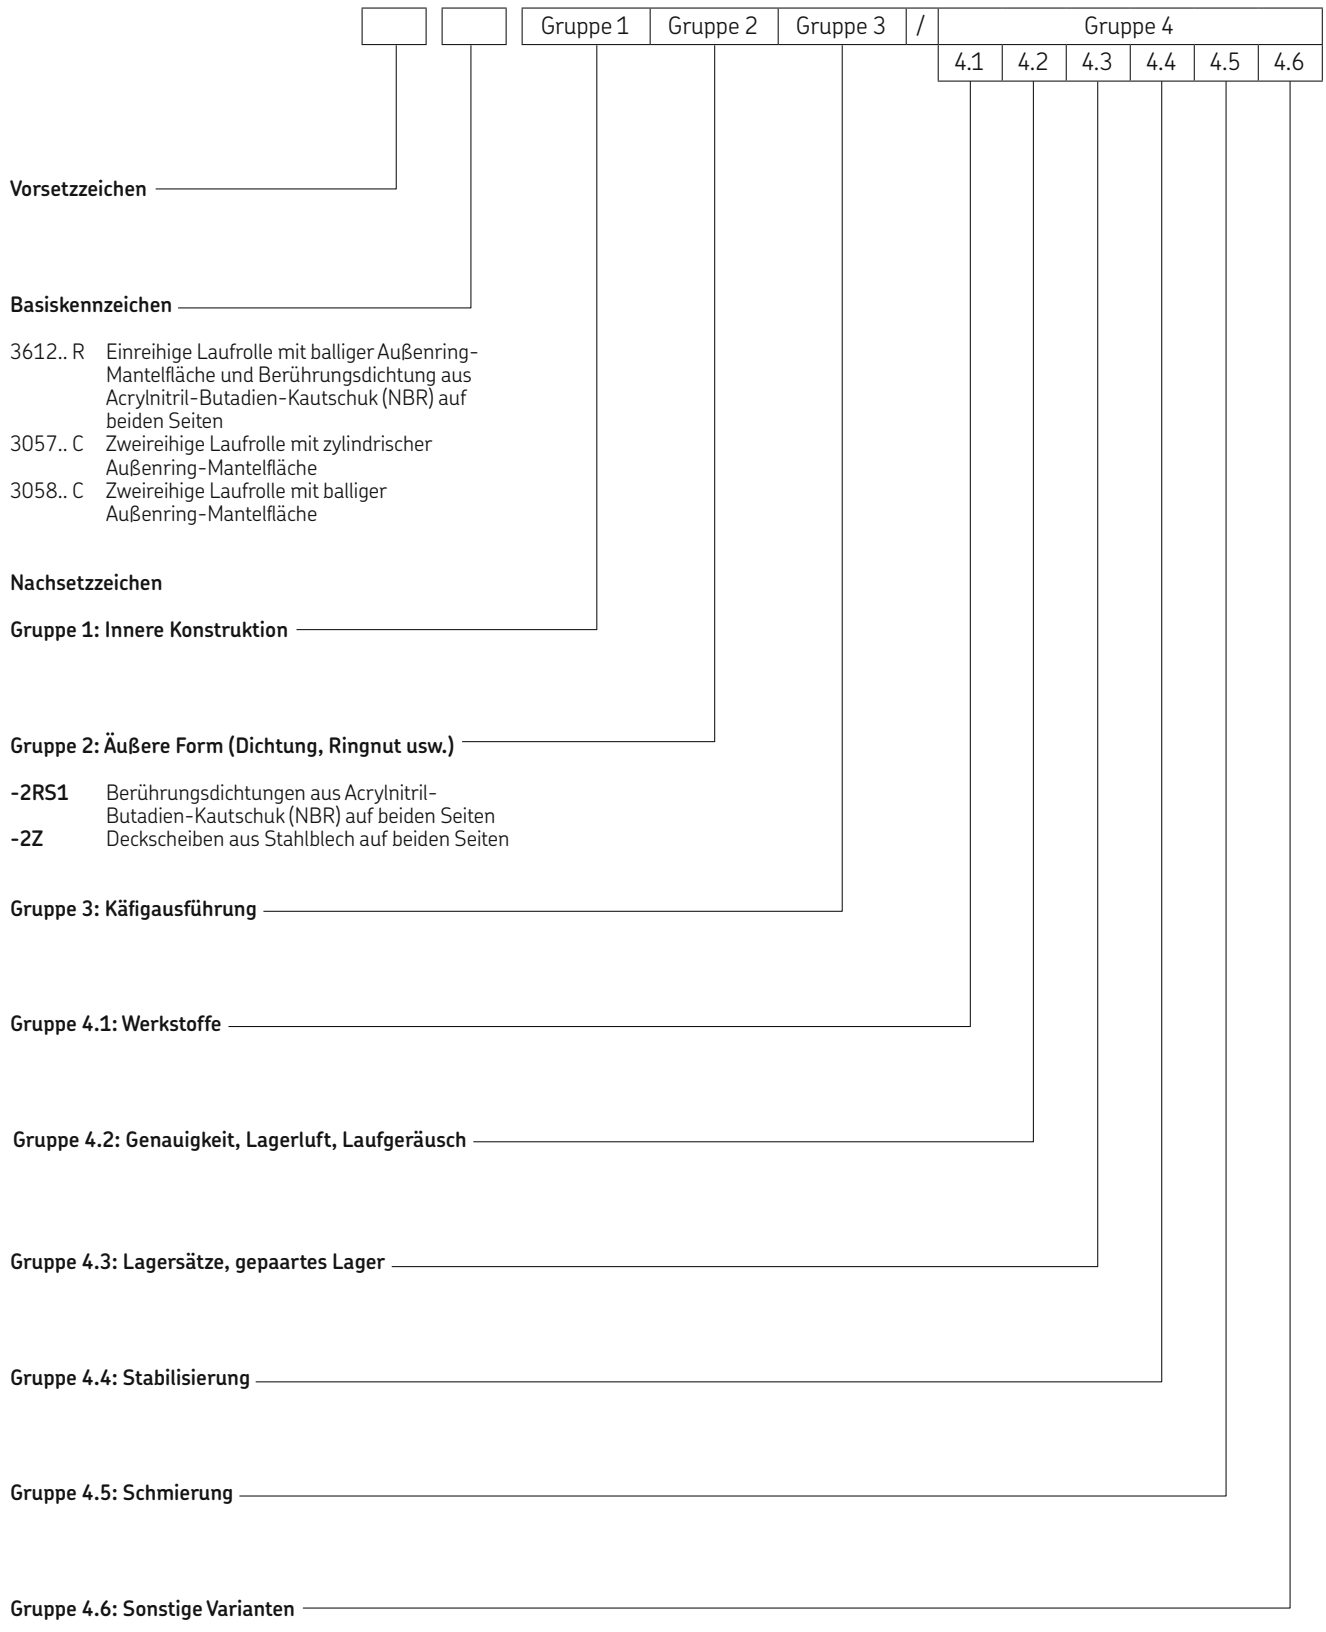 Gruppe 1 Gruppe 2 Gruppe 3 / Gruppe 4
4.1 4.2 4.3 4.4 4.5 4.6
Vorsetzzeichen
Basiskennzeichen
3612.. R Einreihige Laufrolle mit balliger Außenring-
Mantelfläche und Berührungsdichtung aus
Acrylnitril-Butadien-Kautschuk (NBR) auf
beiden Seiten
3057.. C Zweireihige Laufrolle mit zylindrischer
Außenring-Mantelfläche
3058.. C Zweireihige Laufrolle mit balliger
Außenring-Mantelfläche
Nachsetzzeichen
Gruppe 1: Innere Konstruktion
Gruppe 2: Äußere Form (Dichtung, Ringnut usw.)
-2RS1 Berührungsdichtungen aus Acrylnitril-
Butadien-Kautschuk (NBR) auf beiden Seiten
-2Z Deckscheiben aus Stahlblech auf beiden Seiten
Gruppe 3: Käfigausführung
Gruppe 4.1: Werkstoffe
Gruppe 4.2: Genauigkeit, Lagerluft, Laufgeräusch
Gruppe 4.3: Lagersätze, gepaartes Lager
Gruppe 4.4: Stabilisierung
Gruppe 4.5: Schmierung
Gruppe 4.6: Sonstige Varianten